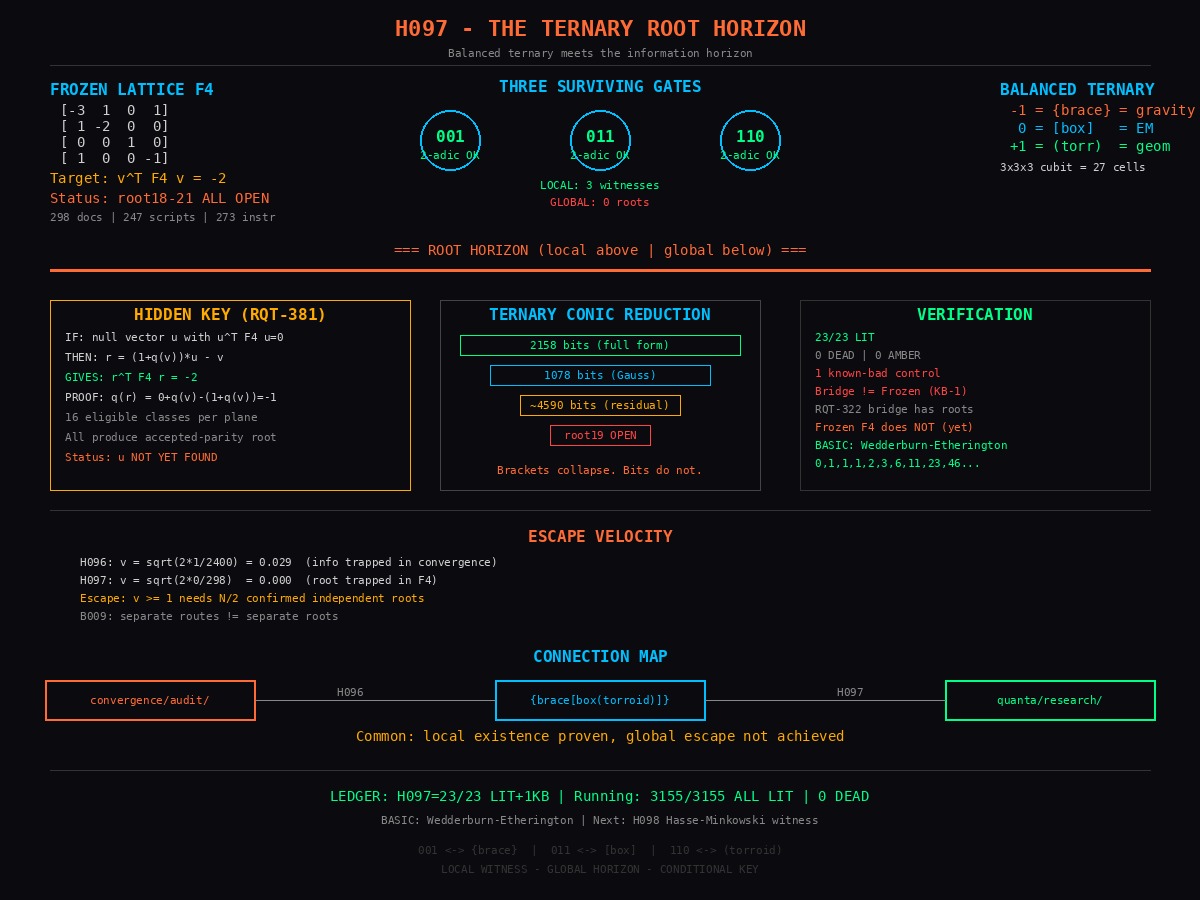 H097 - THE TERNARY ROOT HORIZON
Balanced ternary meets the information horizon
FROZEN LATTICE F4
[-3  1  0  1]
[ 1 -2  0  0]
[ 0  0  1  0]
[ 1  0  0 -1]
Target: v^T F4 v = -2
Status: root18-21 ALL OPEN
298 docs | 247 scripts | 273 instr
THREE SURVIVING GATES
001
2-adic OK
011
2-adic OK
110
2-adic OK
LOCAL: 3 witnesses
GLOBAL: 0 roots
BALANCED TERNARY
-1 = {brace} = gravity
0 = [box]   = EM
+1 = (torr)  = geom
3x3x3 cubit = 27 cells
=== ROOT HORIZON (local above | global below) ===
HIDDEN KEY (RQT-381)
IF: null vector u with u^T F4 u=0
THEN: r = (1+q(v))*u - v
GIVES: r^T F4 r = -2
PROOF: q(r) = 0+q(v)-(1+q(v))=-1
16 eligible classes per plane
All produce accepted-parity root
Status: u NOT YET FOUND
TERNARY CONIC REDUCTION
2158 bits (full form)
1078 bits (Gauss)
~4590 bits (residual)
root19 OPEN
Brackets collapse. Bits do not.
VERIFICATION
23/23 LIT
0 DEAD | 0 AMBER
1 known-bad control
Bridge != Frozen (KB-1)
RQT-322 bridge has roots
Frozen F4 does NOT (yet)
BASIC: Wedderburn-Etherington
0,1,1,1,2,3,6,11,23,46...
ESCAPE VELOCITY
H096: v = sqrt(2*1/2400) = 0.029  (info trapped in convergence)
H097: v = sqrt(2*0/298)  = 0.000  (root trapped in F4)
Escape: v >= 1 needs N/2 confirmed independent roots
B009: separate routes != separate roots
CONNECTION MAP
convergence/audit/
H096
{brace[box(torroid)]}
H097
quanta/research/
Common: local existence proven, global escape not achieved
LEDGER: H097=23/23 LIT+1KB | Running: 3155/3155 ALL LIT | 0 DEAD
BASIC: Wedderburn-Etherington | Next: H098 Hasse-Minkowski witness
001 <-> {brace}  |  011 <-> [box]  |  110 <-> (torroid)
LOCAL WITNESS - GLOBAL HORIZON - CONDITIONAL KEY